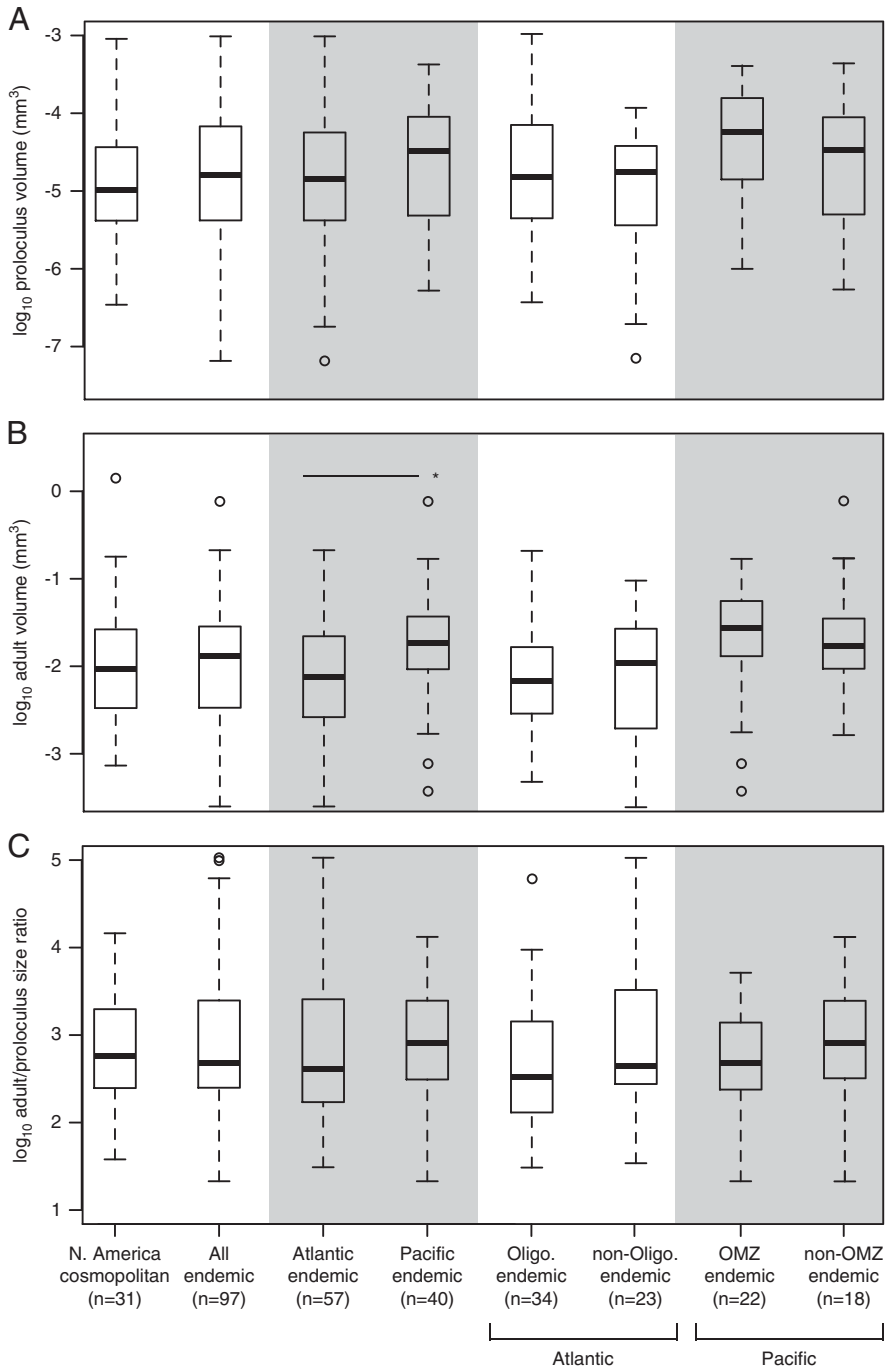 A
log10 proloculus volume (mm3)
-3
-4
-5
-6
-7
B
log10 adult volume (mm3)
0
-1
-2
-3
*
C
log10 adult/proloculus size ratio
5
4
3
2
1
N. America
cosmopolitan
(n=31)
All
endemic
(n=97)
Atlantic
endemic
(n=57)
Pacific
endemic
(n=40)
Oligo.
endemic
(n=34)
non-Oligo.
endemic
(n=23)
OMZ
endemic
(n=22)
non-OMZ
endemic
(n=18)
Atlantic
Pacific